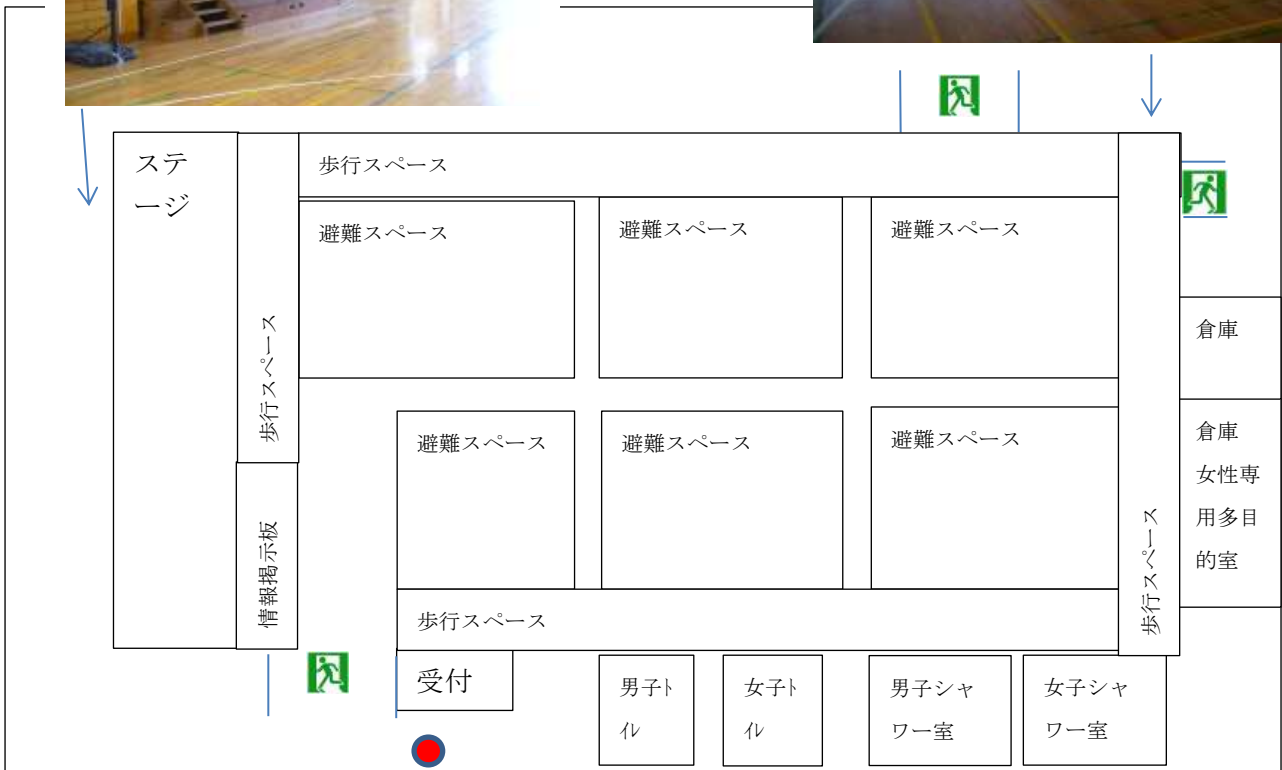 ステ
ージ
歩行スペース
歩行スペース
避難スペース
避難スペース
避難スペース
倉庫
避難スペース
避難スペース
避難スペース
倉庫
女性専
用多目
的室
情報掲示板
歩行スペース
歩行スペース
受付
男子ﾄ
ｲﾚ
女子ﾄ
ｲﾚ
男子シャ
ワー室
女子シャ
ワー室